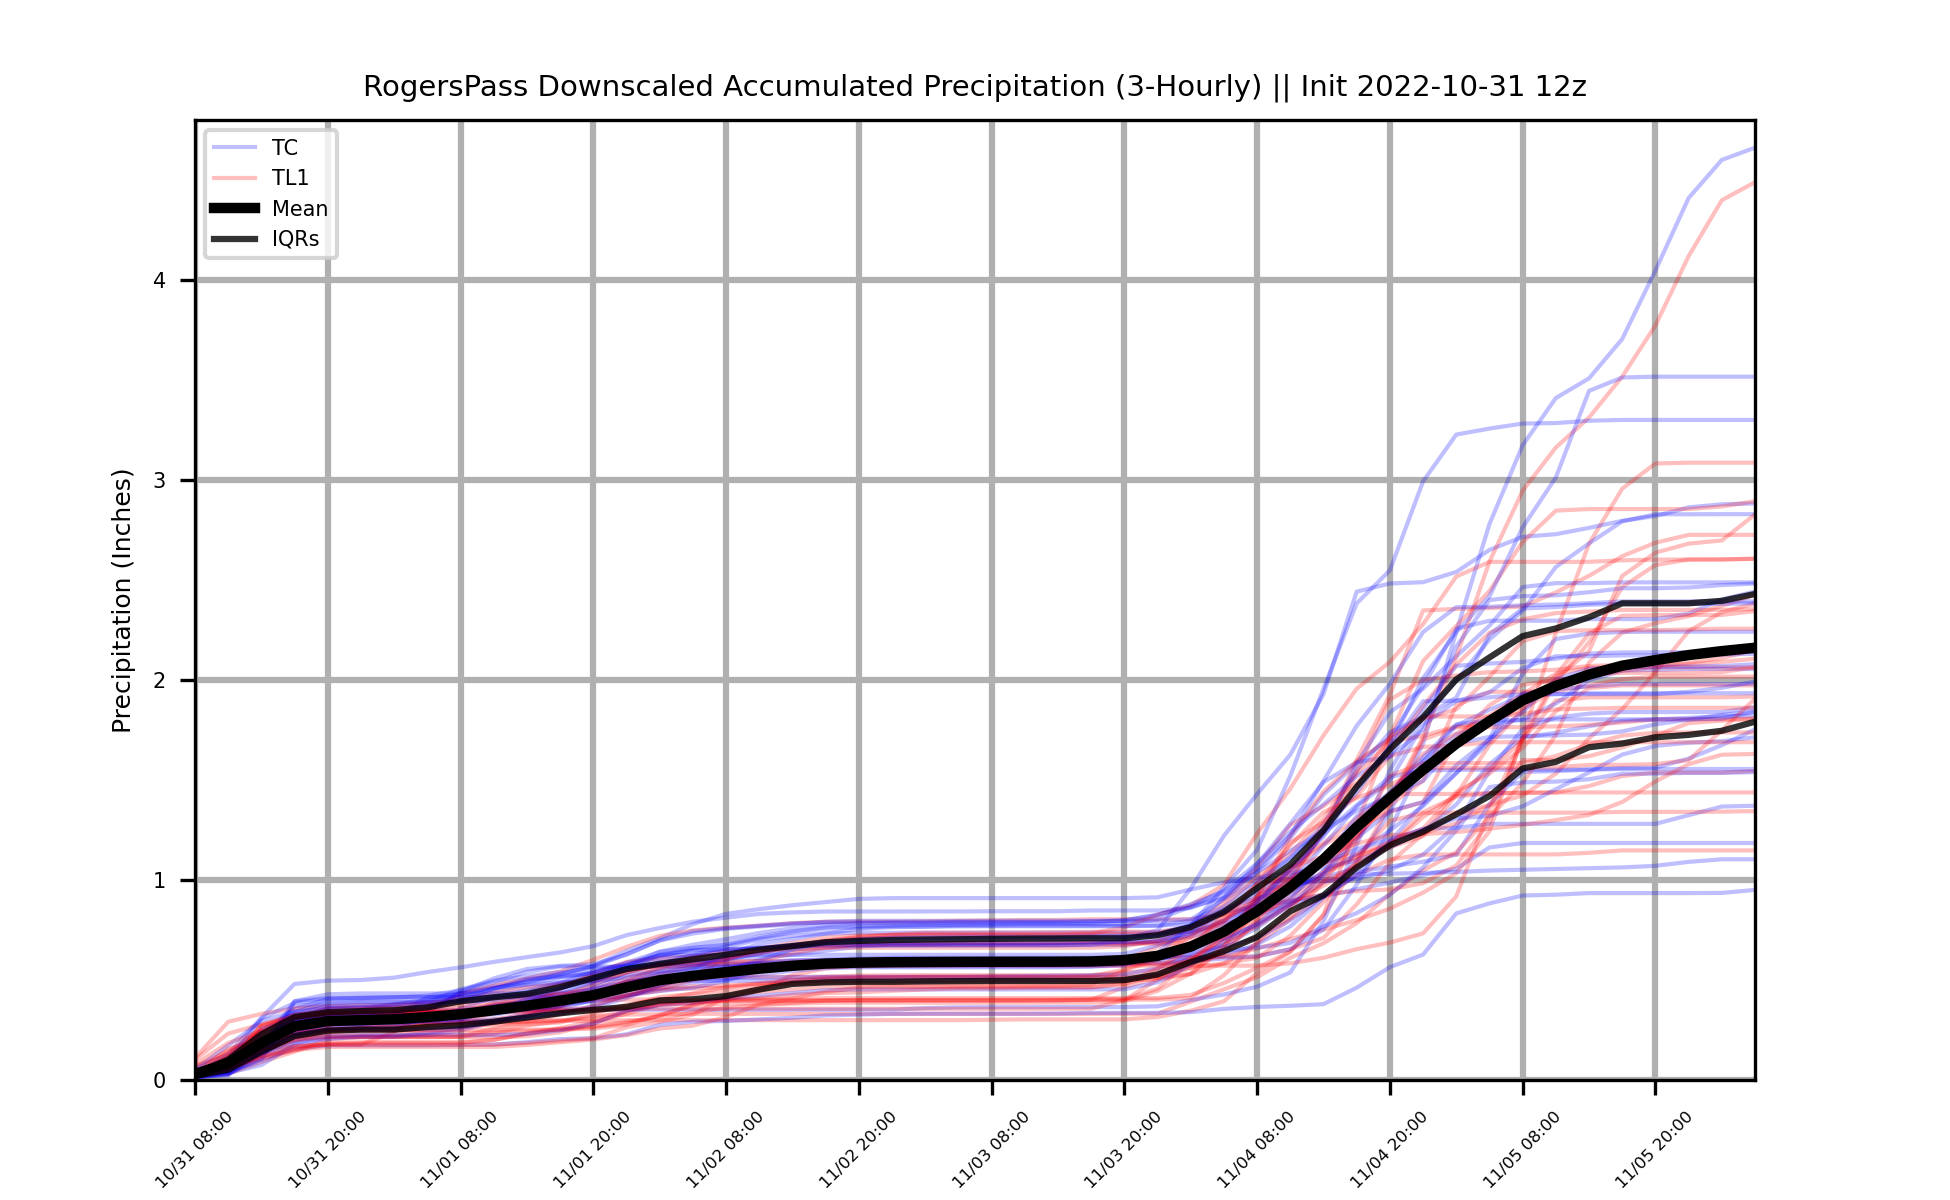 RogersPass Downscaled Accumulated Precipitation (3-Hourly) || Init 2022-10-31 12z
TC
TL1
Mean
IQRs
Precipitation (Inches)
4
3
2
1
0
10/31 08:00
10/31 20:00
11/01 08:00
11/01 20:00
11/02 08:00
11/02 20:00
11/03 08:00
11/03 20:00
11/04 08:00
11/04 20:00
11/05 08:00
11/05 20:00